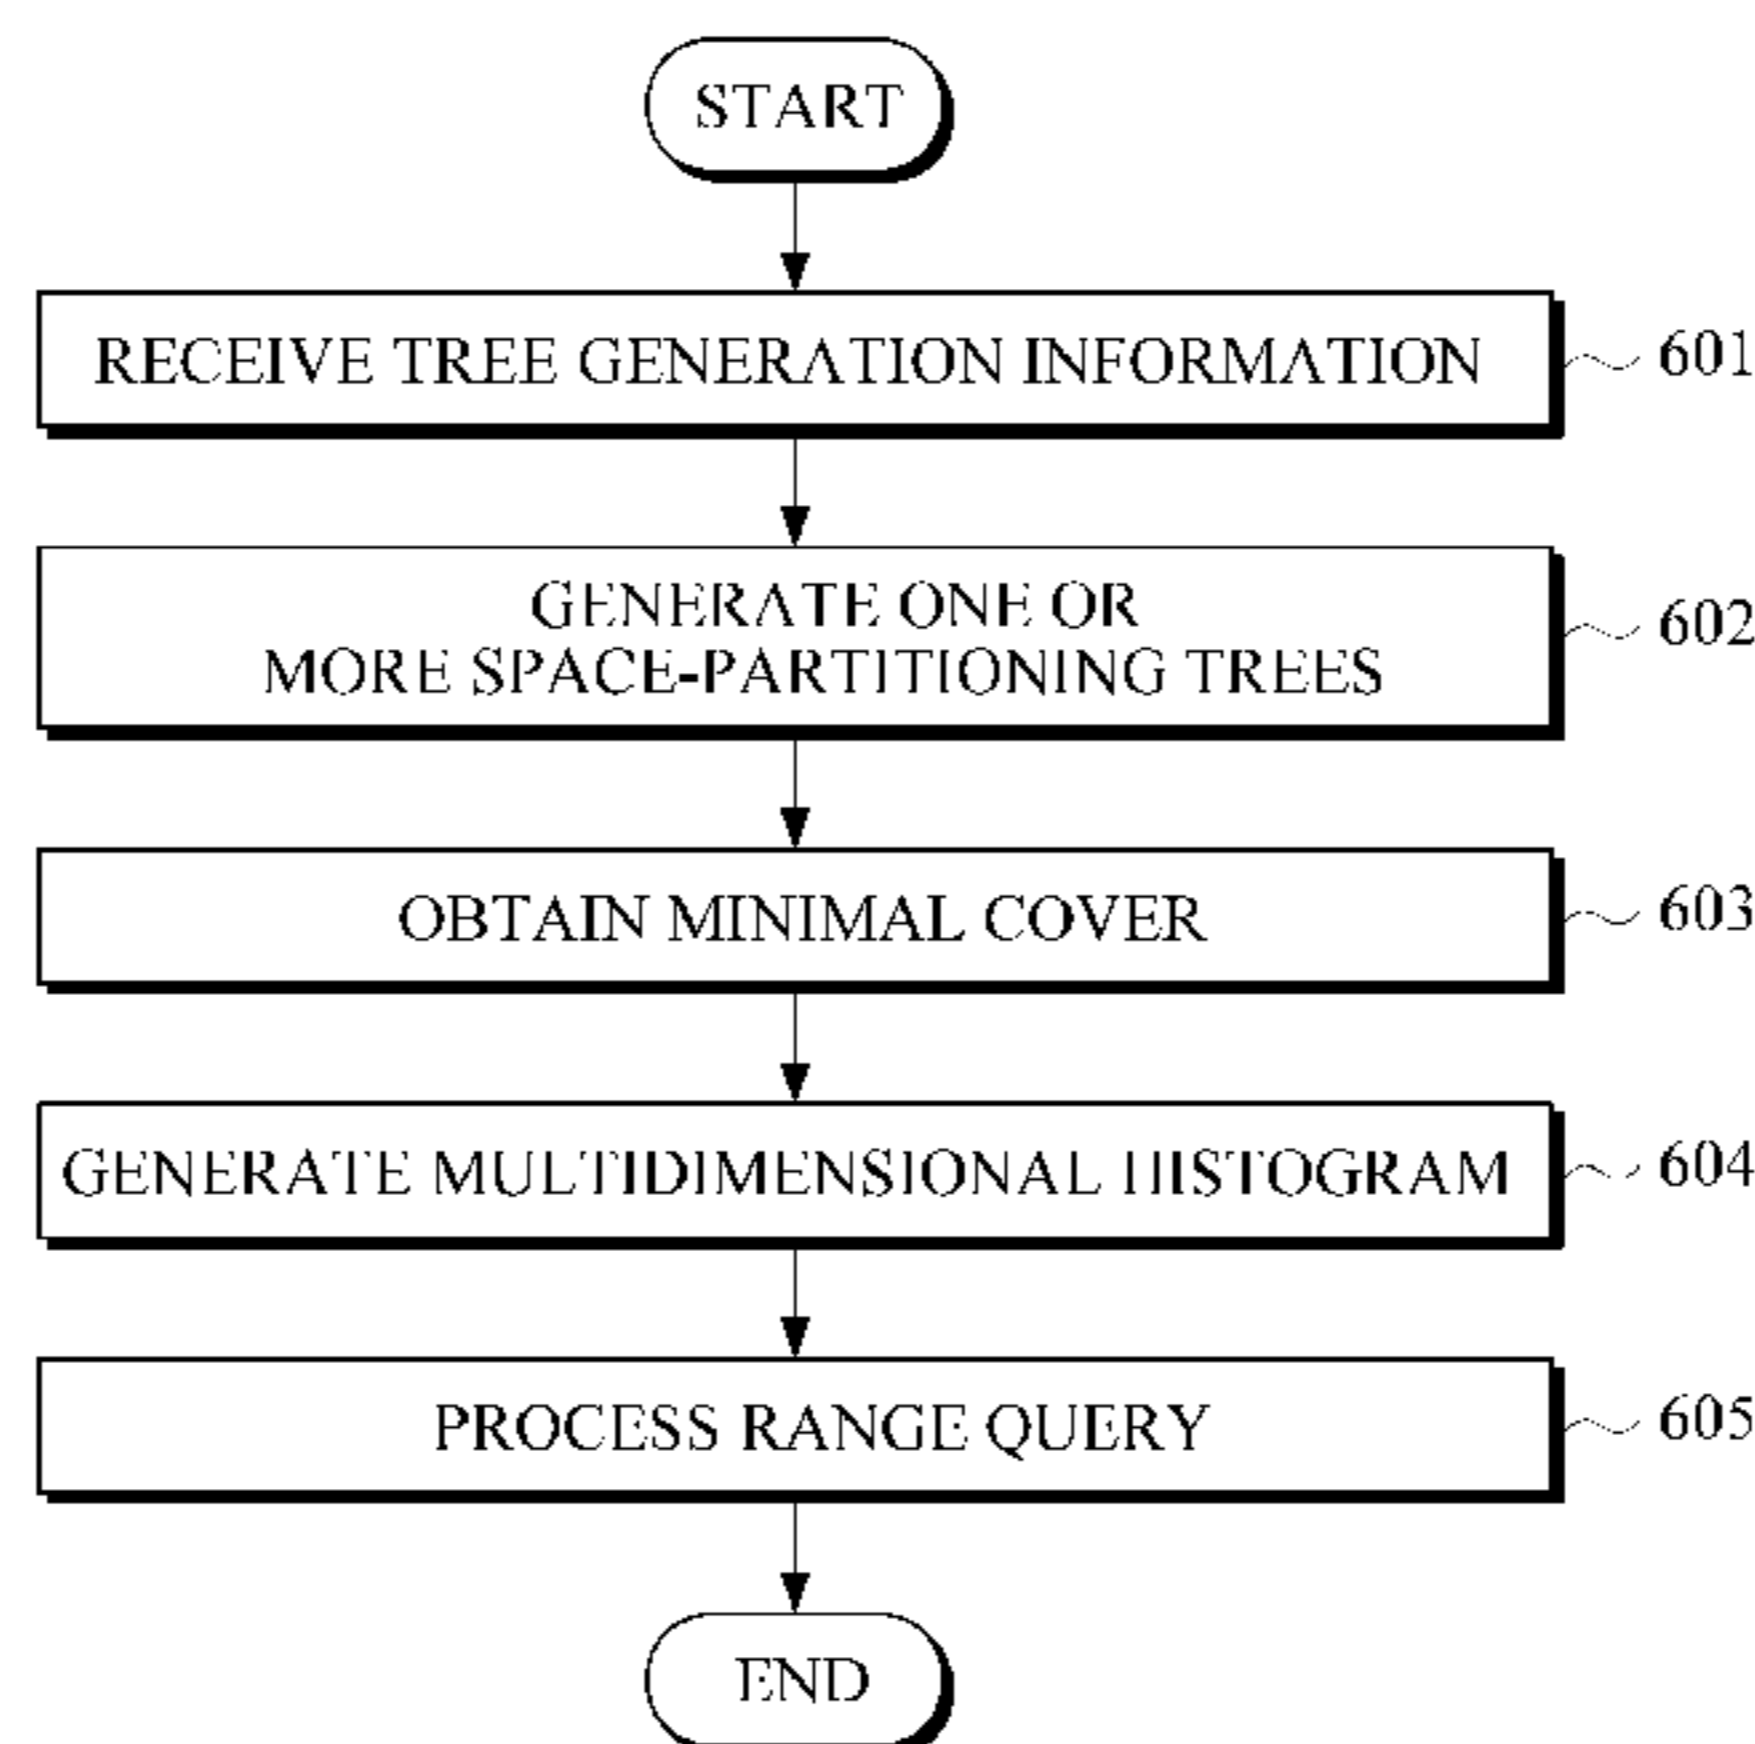 START
RECEIVE TREE GENERATION INFORMATION
601
GENERATE ONE OR
MORE SPACE-PARTITIONING TREES
602
OBTAIN MINIMAL COVER
603
GENERATE MULTIDIMENSIONAL HISTOGRAM
604
PROCESS RANGE QUERY
605
END